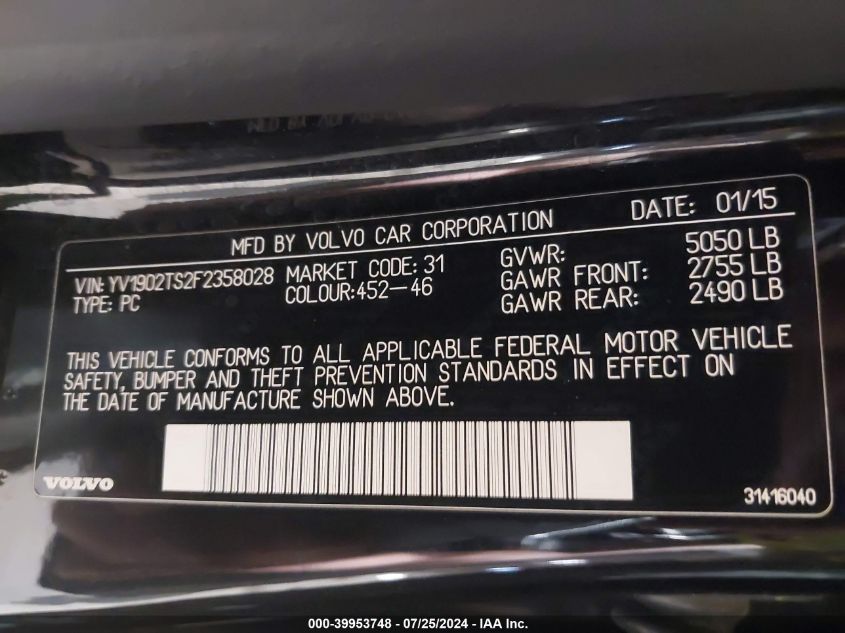 MFD BY VOLVO CAR CORPORATION DATE: 01/15
VIN: YV1902TS2F2358028 MARKET CODE: 31 GVWR: 5050 LB
TYPE: PC COLOUR:452-46 GAWR FRONT: 2755 LB
GAWR REAR: 2490 LB
THIS VEHICLE CONFORMS TO ALL APPLICABLE FEDERAL MOTOR VEHICLE
SAFETY, BUMPER AND THEFT PREVENTION STANDARDS IN EFFECT ON
THE DATE OF MANUFACTURE SHOWN ABOVE.
VOLVO 31416040
000-39953748 - 07/25/2024 - IAA Inc.